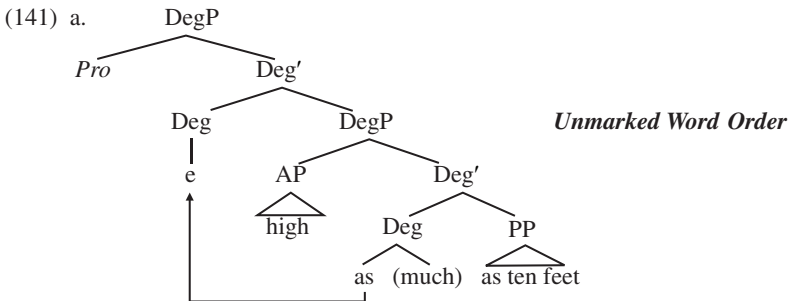 (141) a. DegP
Pro Deg′
Deg DegP Unmarked Word Order
e AP Deg′
high Deg PP
as (much) as ten feet